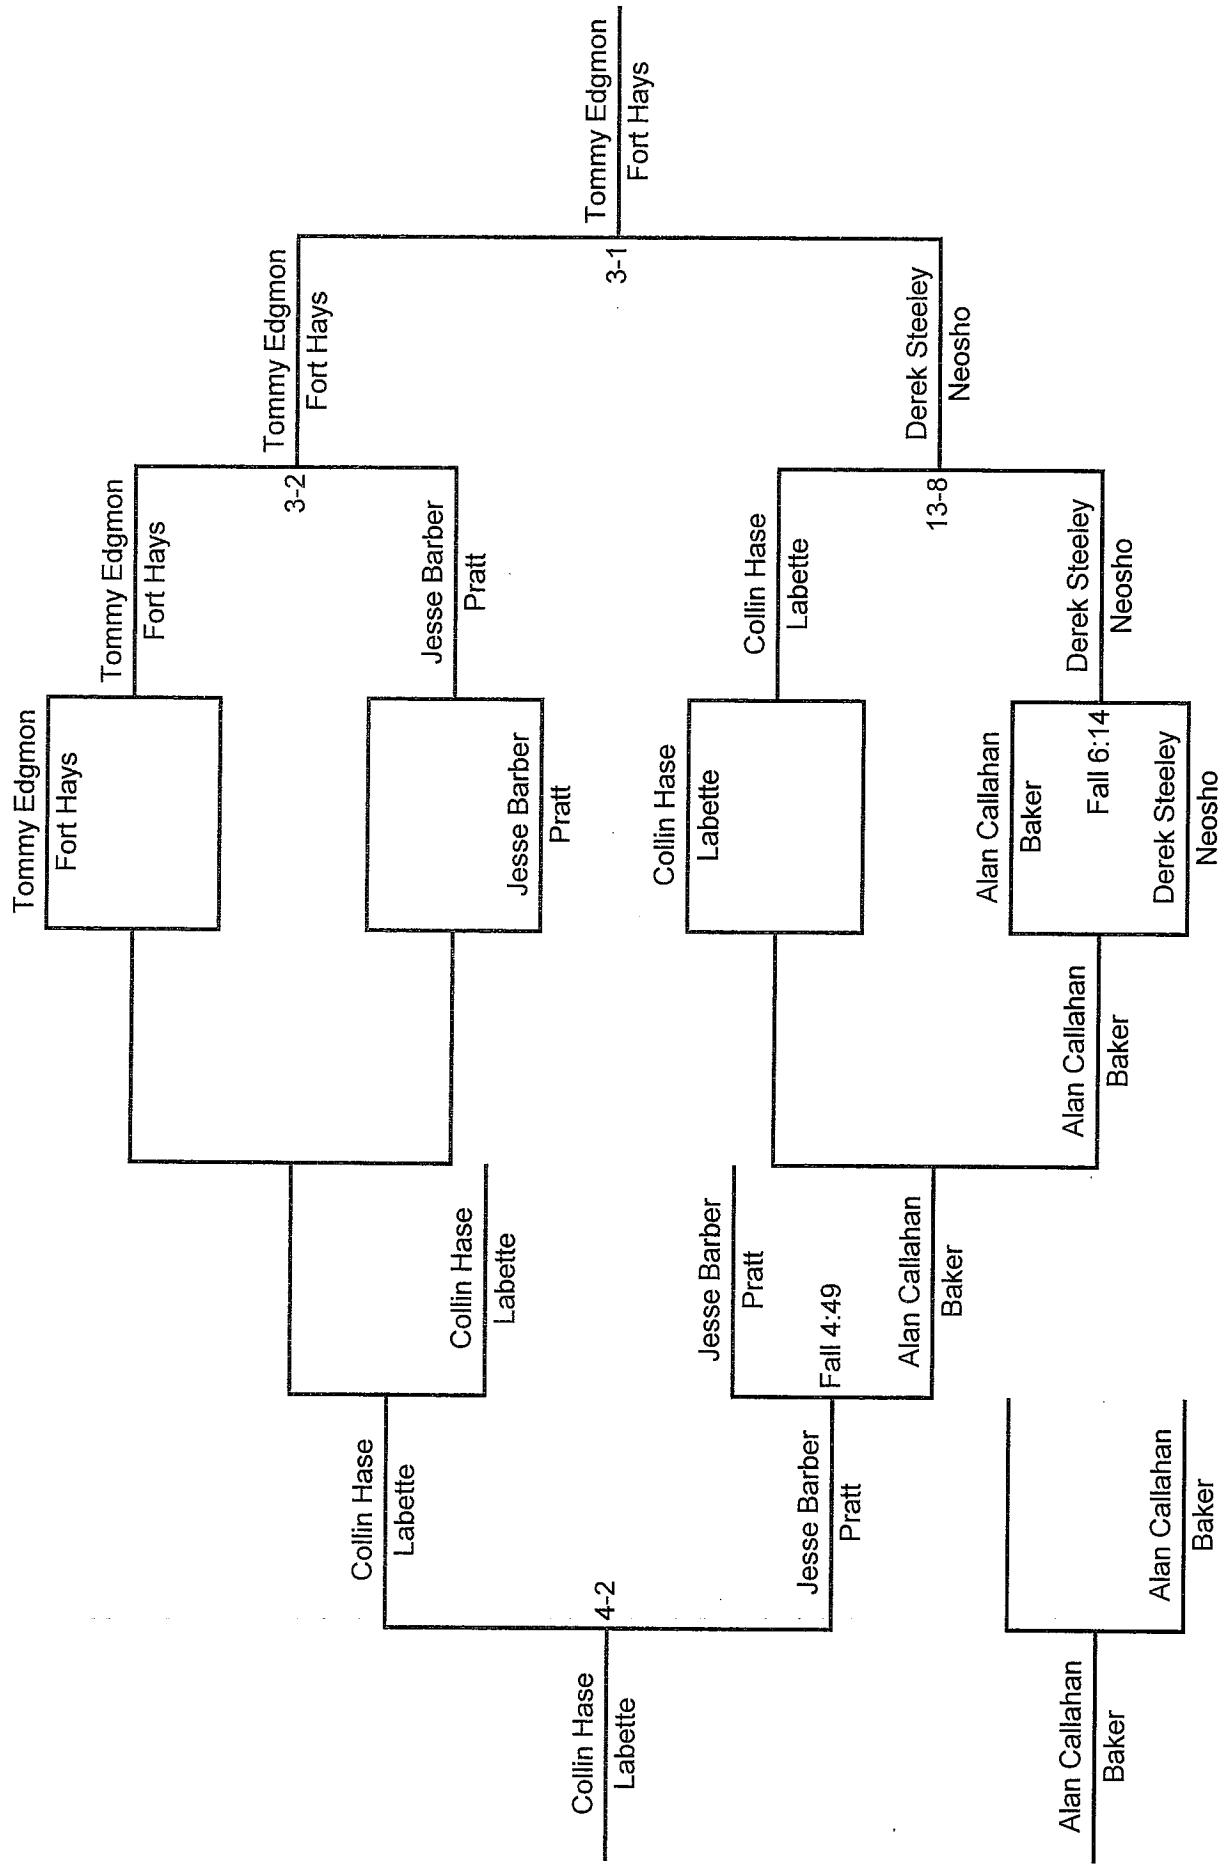 Tommy Edgmon
Fort Hays
Tommy Edgmon
Fort Hays
3-2
Jesse Barber
Pratt
Jesse Barber
Pratt
Tommy Edgmon
Fort Hays
3-1
Tommy Edgmon
Fort Hays
Collin Hase
Labette
Collin Hase
Labette
13-8
Derek Steeley
Neosho
Alan Callahan
Baker
Fall 6:14
Derek Steeley
Neosho
Derek Steeley
Neosho
Alan Callahan
Baker
Collin Hase
Labette
Collin Hase
Labette
4-2
Collin Hase
Labette
Jesse Barber
Pratt
Fall 4:49
Alan Callahan
Baker
Jesse Barber
Pratt
Alan Callahan
Baker
Alan Callahan
Baker